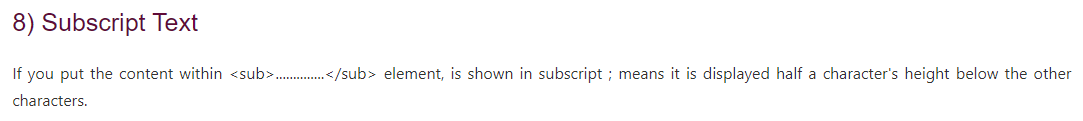 8) Subscript Text
If you put the content within <sub>..............</sub> element, is shown in subscript ; means it is displayed half a character's height below the other
characters.